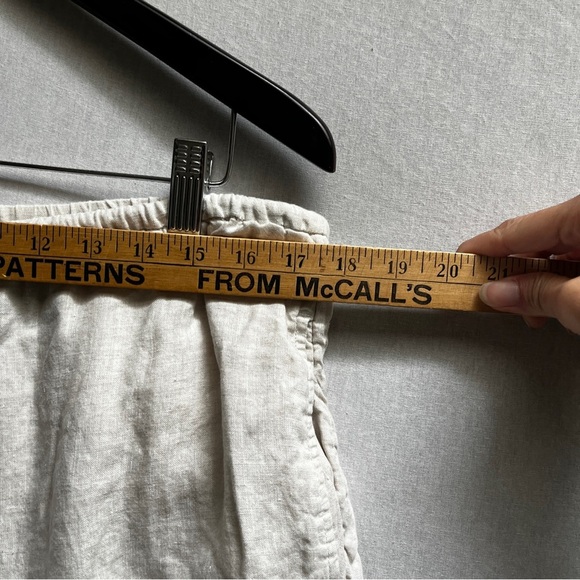 12 13 14 15 16 17 18 19 20 21
PATTERNS FROM McCALL'S